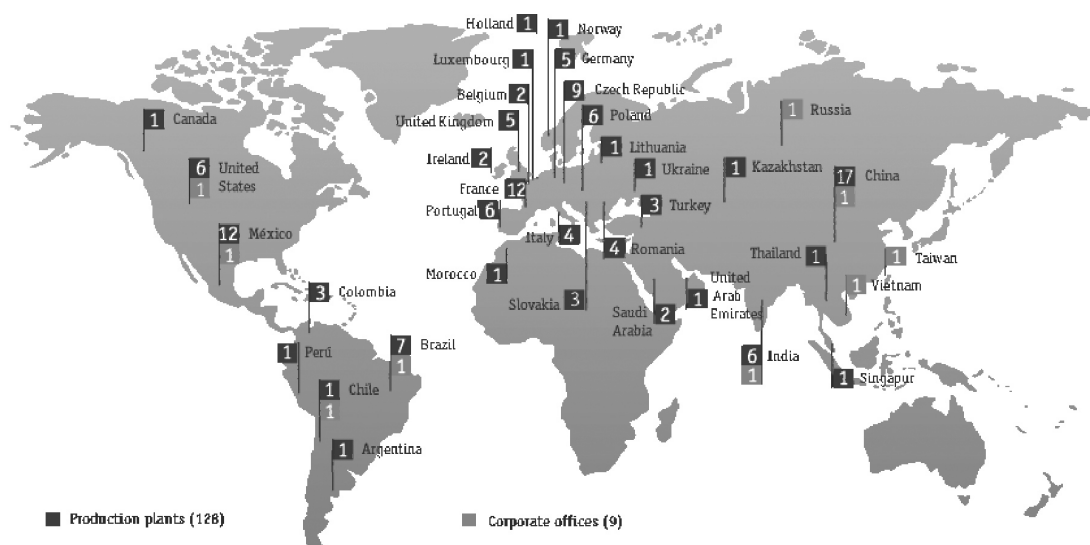 Holland 1
1 Norway
Luxembourg 1
5 Germany
Belgium 2
9 Czech Republic
United Kingdom 5
6 Poland
1 Russia
1 Canada
1 Lithuania
Ireland 2
6 United
1 States
1 Ukraine
1 Kazakhstan
17 China
1
France 12
Portugal 6
3 Turkey
12 México
1
Italy 4
4 Romania
Thailand 1
1 Taiwan
Morocco 1
3 Colombia
Slovakia 3
Saudi 2
Arabia
United
1 Arab
Emirates
1 Vietnam
1 Perú
7 Brazil
1
6 India
1
1 Singapur
1 Chile
1
1 Argentina
Production plants (128)
Corporate offices (9)